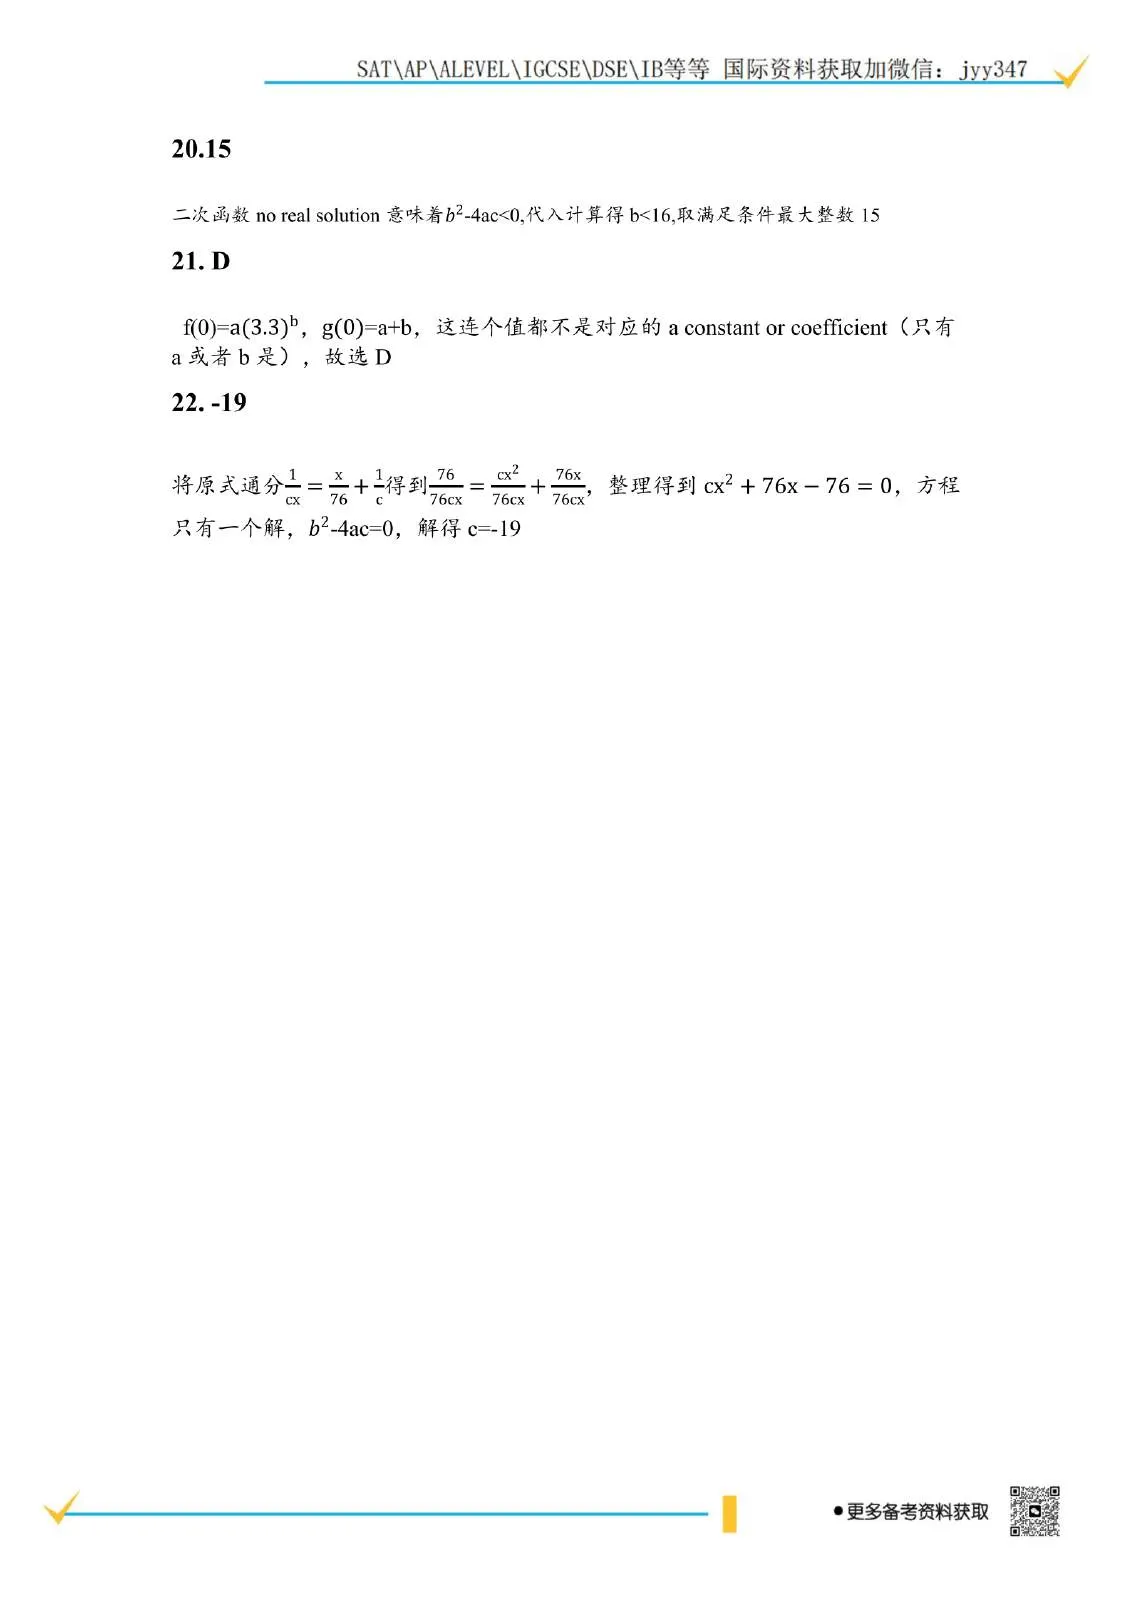 SAT\AP\ALEVEL\IGCSE\DSE\IB等等 国际资料获取加微信：jyy347
20.15
二次函数 no real solution 意味着b²-4ac<0,代入计算得 b<16,取满足条件最大整数 15
21. D
f(0)=a(3.3)ᵇ，g(0)=a+b，这连个值都不是对应的 a constant or coefficient（只有
a 或者 b 是），故选 D
22. -19
将原式通分1/cx = x/76 + 1/c得到76/76cx = cx²/76cx + 76x/76cx，整理得到 cx² + 76x − 76 = 0，方程
只有一个解，b²-4ac=0，解得 c=-19
●更多备考资料获取